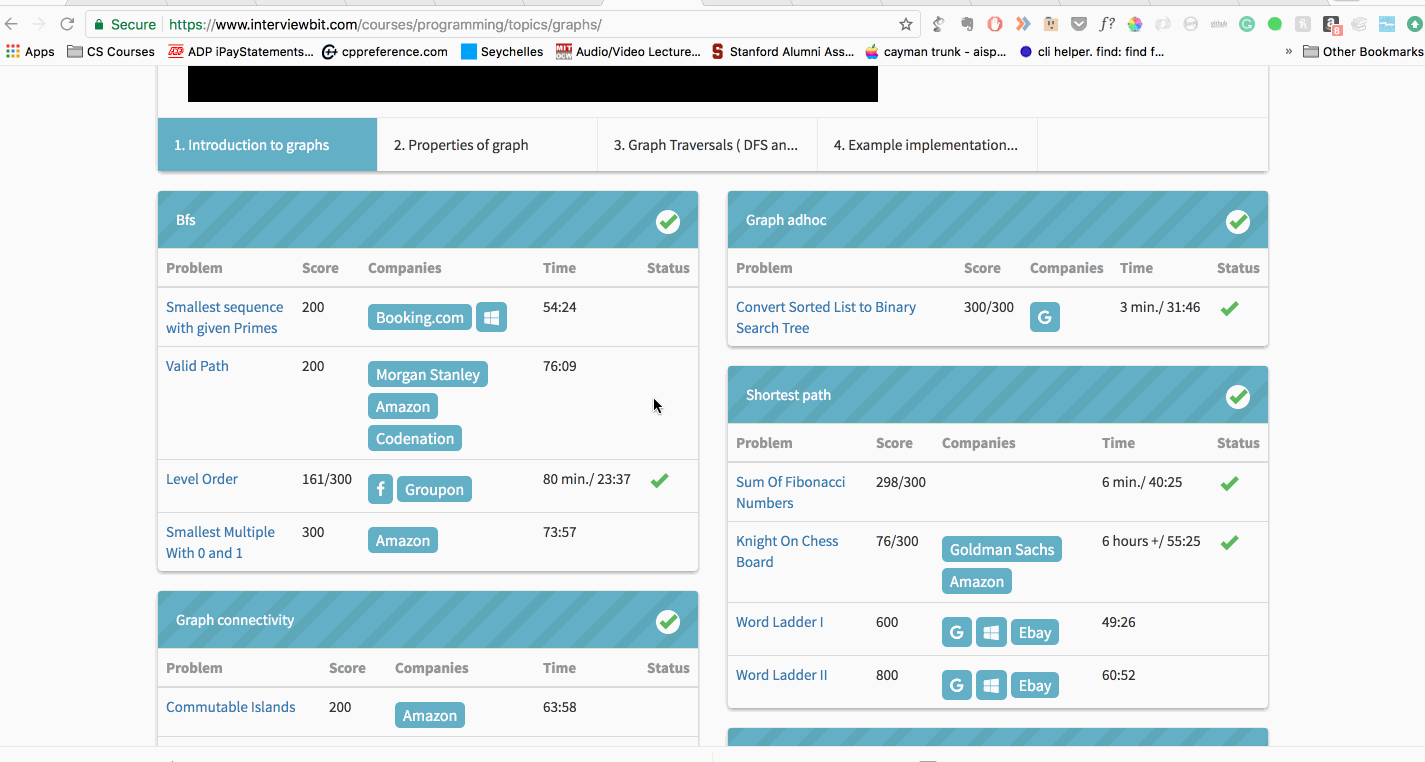 Secure https://www.interviewbit.com/courses/programming/topics/graphs/
f?
github
8
Apps CS Courses ADP iPayStatements... cppreference.com Seychelles MIT OCW Audio/Video Lecture... S Stanford Alumni Ass... cayman trunk - aisp... cli helper. find: find f... » Other Bookmarks
1. Introduction to graphs 2. Properties of graph 3. Graph Traversals ( DFS an... 4. Example implementation...
Bfs
Problem Score Companies Time Status
Smallest sequence
with given Primes
200 Booking.com 54:24
Valid Path 200 Morgan Stanley 76:09
Amazon
Codenation
Level Order 161/300 f Groupon 80 min./ 23:37
Smallest Multiple
With 0 and 1
300 Amazon 73:57
Graph connectivity
Problem Score Companies Time Status
Commutable Islands 200 Amazon 63:58
Graph adhoc
Problem Score Companies Time Status
Convert Sorted List to Binary
Search Tree
300/300 G 3 min./ 31:46
Shortest path
Problem Score Companies Time Status
Sum Of Fibonacci
Numbers
298/300 6 min./ 40:25
Knight On Chess
Board
76/300 Goldman Sachs 6 hours +/ 55:25
Amazon
Word Ladder I 600 G Ebay 49:26
Word Ladder II 800 G Ebay 60:52